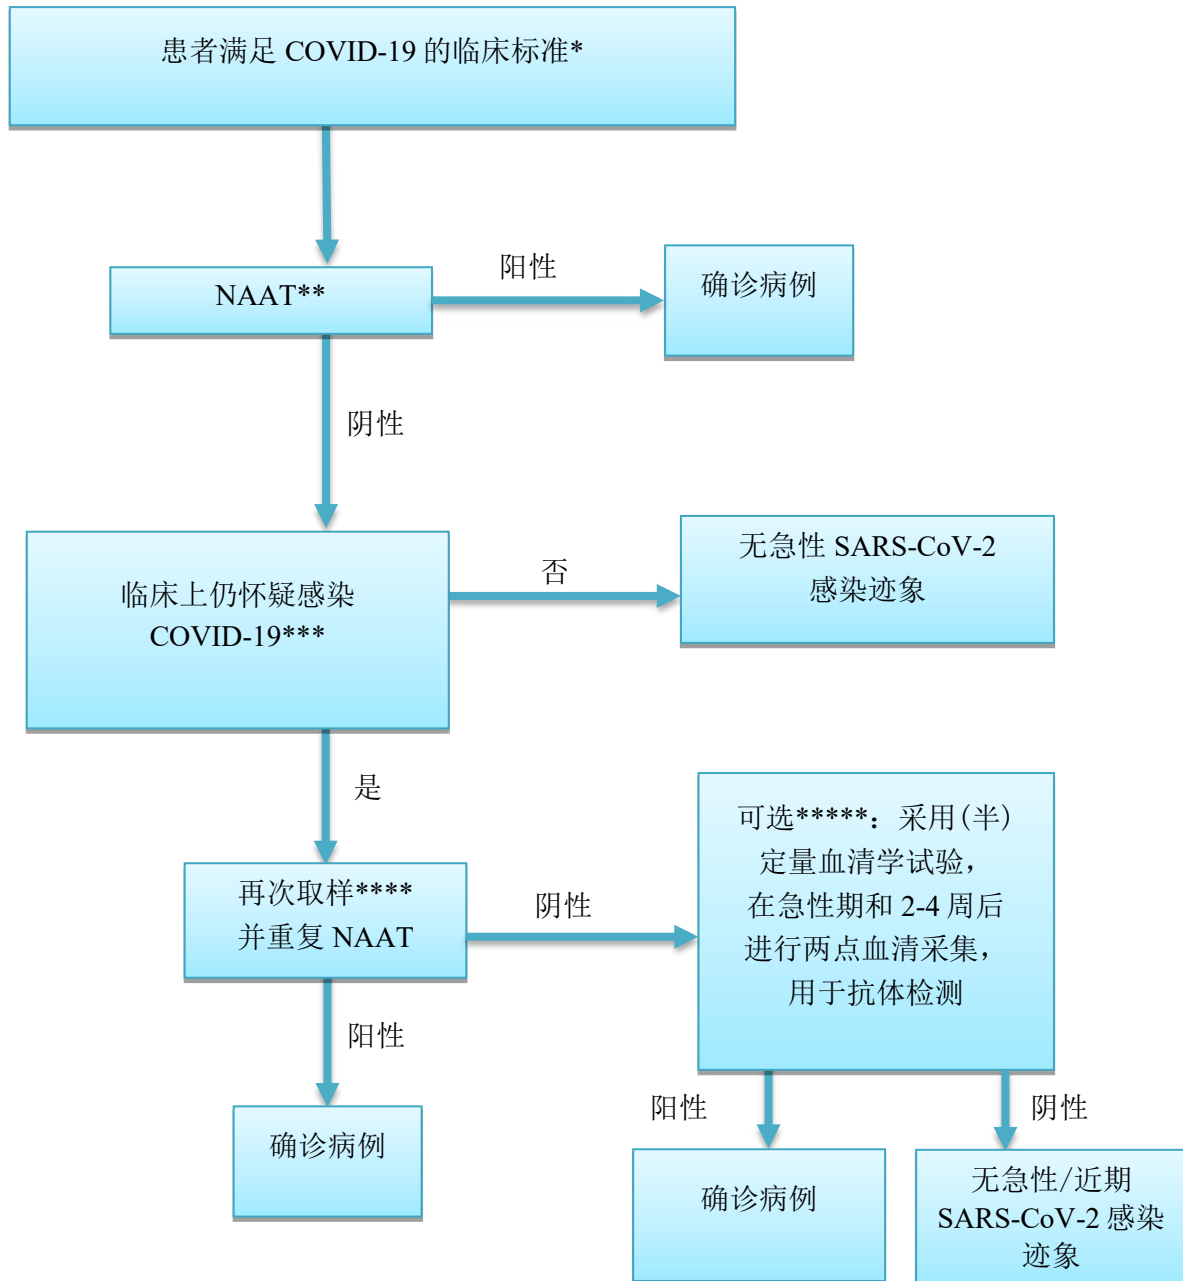 患者满足 COVID-19 的临床标准*
NAAT**
阳性
确诊病例
阴性
临床上仍怀疑感染
COVID-19***
否
无急性 SARS-CoV-2
感染迹象
是
再次取样****
并重复 NAAT
阴性
可选*****：采用(半)
定量血清学试验，
在急性期和 2-4 周后
进行两点血清采集，
用于抗体检测
阳性
确诊病例
阳性
确诊病例
阴性
无急性/近期
SARS-CoV-2 感染
迹象